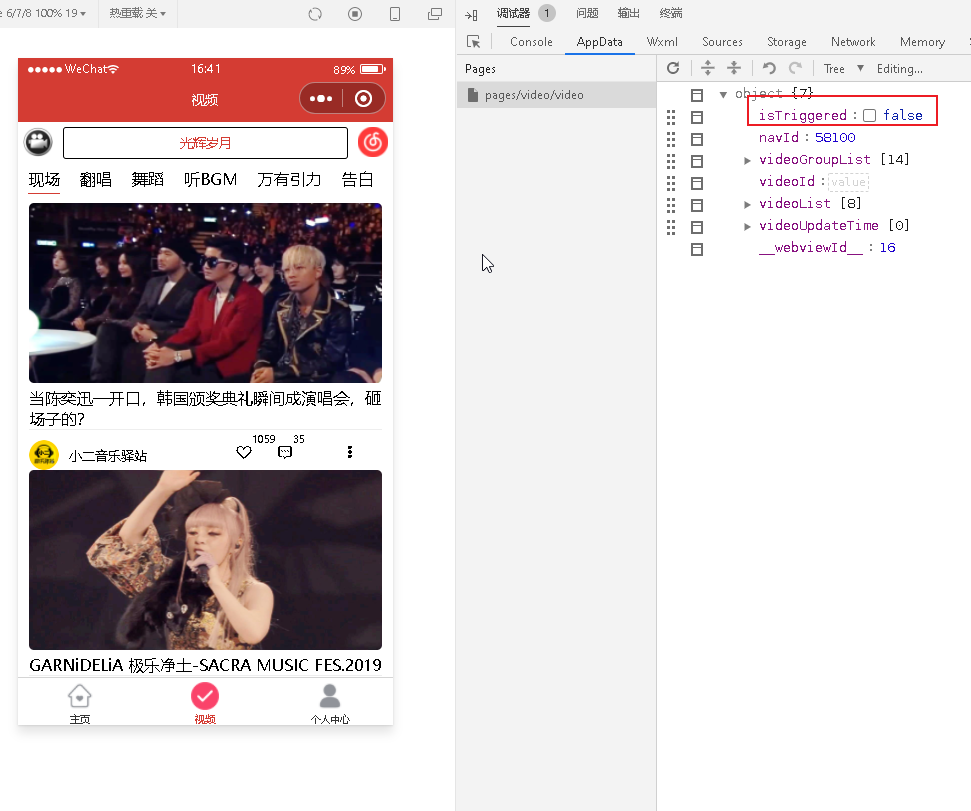 e 6/7/8 100% 19
热重载 关
调试器 1 问题 输出 终端
Console AppData Wxml Sources Storage Network Memory
Pages
pages/video/video
Tree Editing...
object {7}
isTriggered : false
navId : 58100
videoGroupList [14]
videoId : value
videoList [8]
videoUpdateTime [0]
__webviewId__ : 16
WeChat 16:41 89%
视频
光辉岁月
现场 翻唱 舞蹈 听BGM 万有引力 告白
当陈奕迅一开口，韩国颁奖典礼瞬间成演唱会，砸
场子的？
小二音乐驿站 1059 35
GARNiDELiA 极乐净土-SACRA MUSIC FES.2019
主页 视频 个人中心